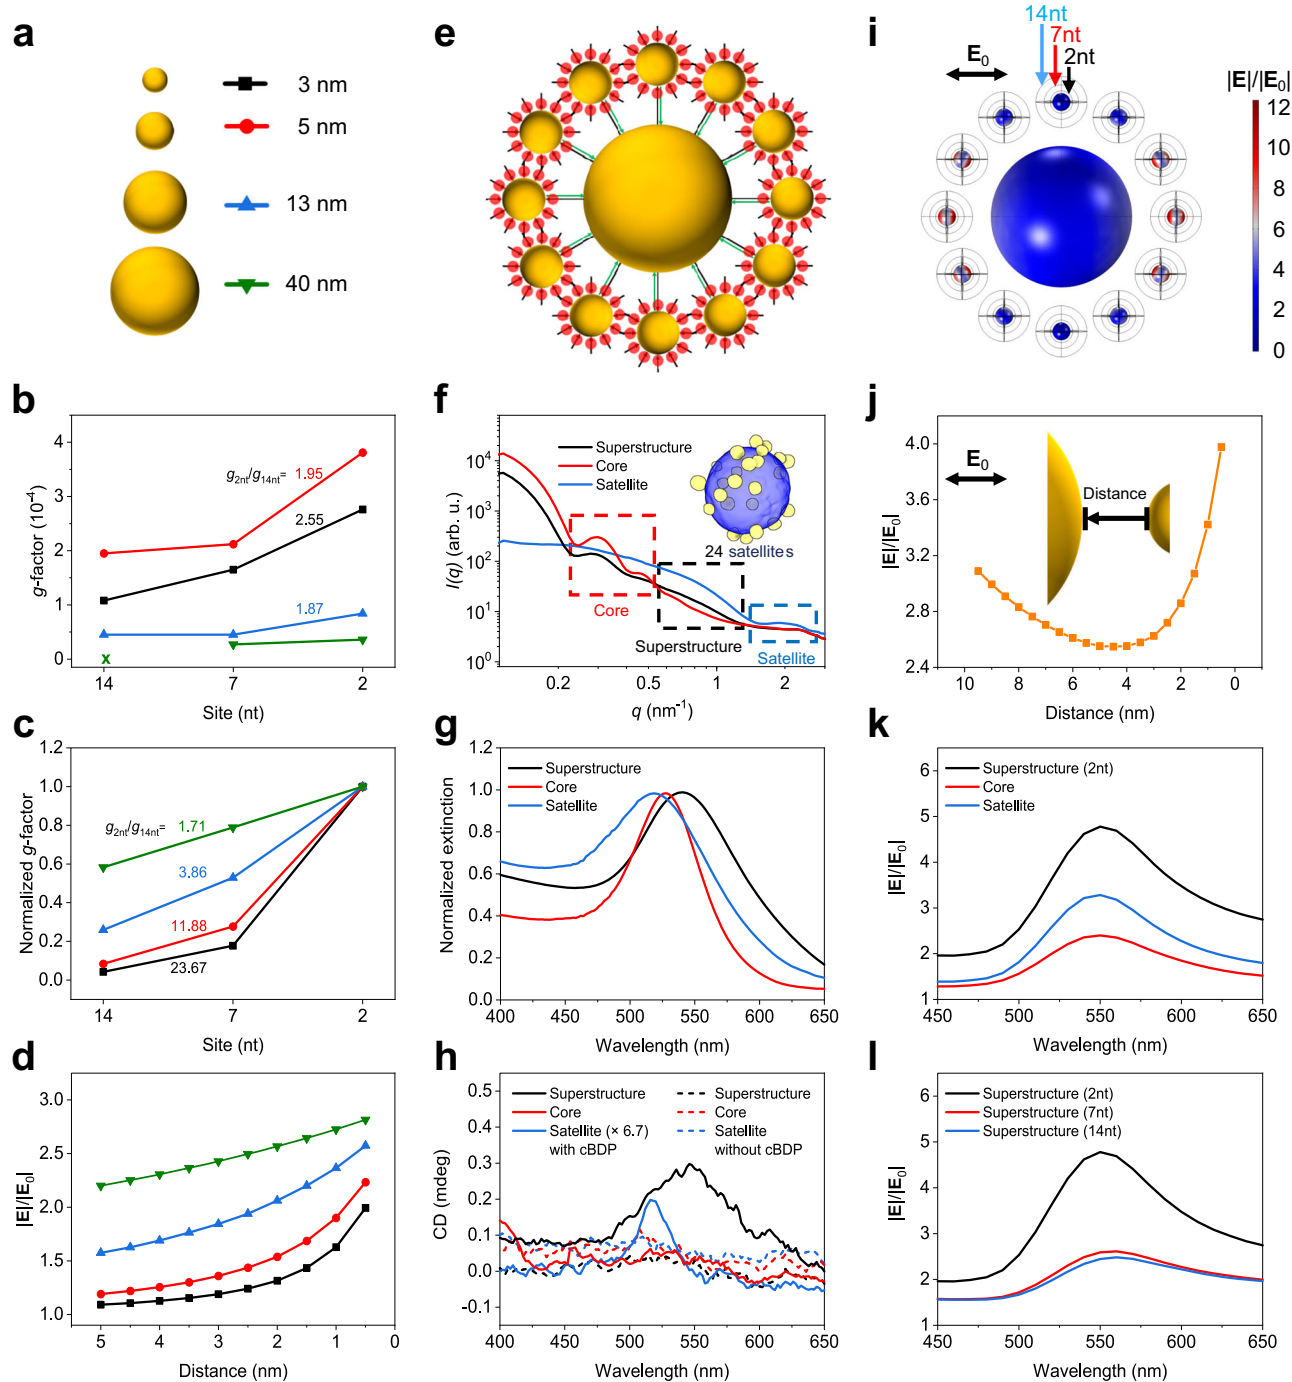 a
3 nm
5 nm
13 nm
40 nm
b
g-factor (10⁻⁴)
4
3
2
1
0
g2nt/g14nt=
1.95
2.55
1.87
x
14
7
2
Site (nt)
c
Normalized g-factor
1.2
1.0
0.8
0.6
0.4
0.2
0.0
g2nt/g14nt=
1.71
3.86
11.88
23.67
14
7
2
Site (nt)
d
|E|/|E₀|
3.0
2.5
2.0
1.5
1.0
5
4
3
2
1
0
Distance (nm)
e
f
I(q) (arb. u.)
10⁴
10³
10²
10¹
10⁰
Superstructure
Core
Satellite
24 satellites
Core
Superstructure
Satellite
0.2
0.5
1
2
q (nm⁻¹)
g
Normalized extinction
1.2
1.0
0.8
0.6
0.4
0.2
0.0
Superstructure
Core
Satellite
400
450
500
550
600
650
Wavelength (nm)
h
CD (mdeg)
0.5
0.4
0.3
0.2
0.1
0.0
-0.1
Superstructure
Core
Satellite (× 6.7)
with cBDP
Superstructure
Core
Satellite
without cBDP
400
450
500
550
600
650
Wavelength (nm)
i
14nt
7nt
2nt
E₀
|E|/|E₀|
12
10
8
6
4
2
0
j
|E|/|E₀|
4.0
3.6
3.2
2.8
2.4
E₀
Distance
10
8
6
4
2
0
Distance (nm)
k
|E|/|E₀|
6
5
4
3
2
1
Superstructure (2nt)
Core
Satellite
450
500
550
600
650
Wavelength (nm)
l
|E|/|E₀|
6
5
4
3
2
1
Superstructure (2nt)
Superstructure (7nt)
Superstructure (14nt)
450
500
550
600
650
Wavelength (nm)